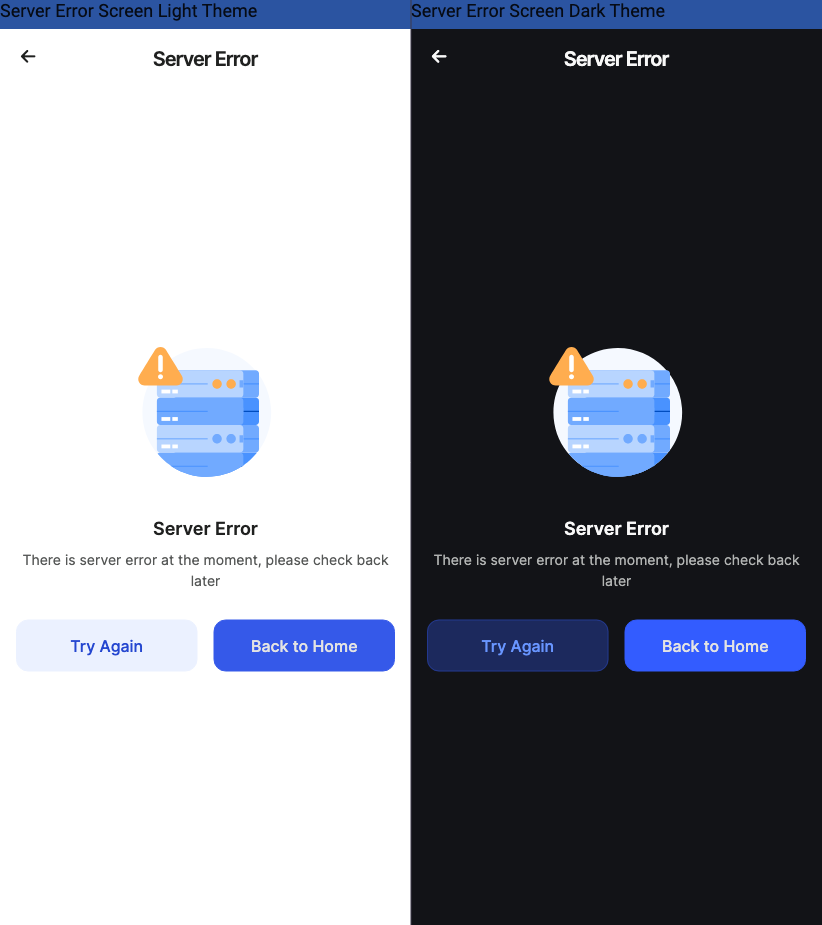 Server Error Screen Light Theme
Server Error
Server Error
There is server error at the moment, please check back
later
Try Again
Back to Home
Server Error Screen Dark Theme
Server Error
Server Error
There is server error at the moment, please check back
later
Try Again
Back to Home